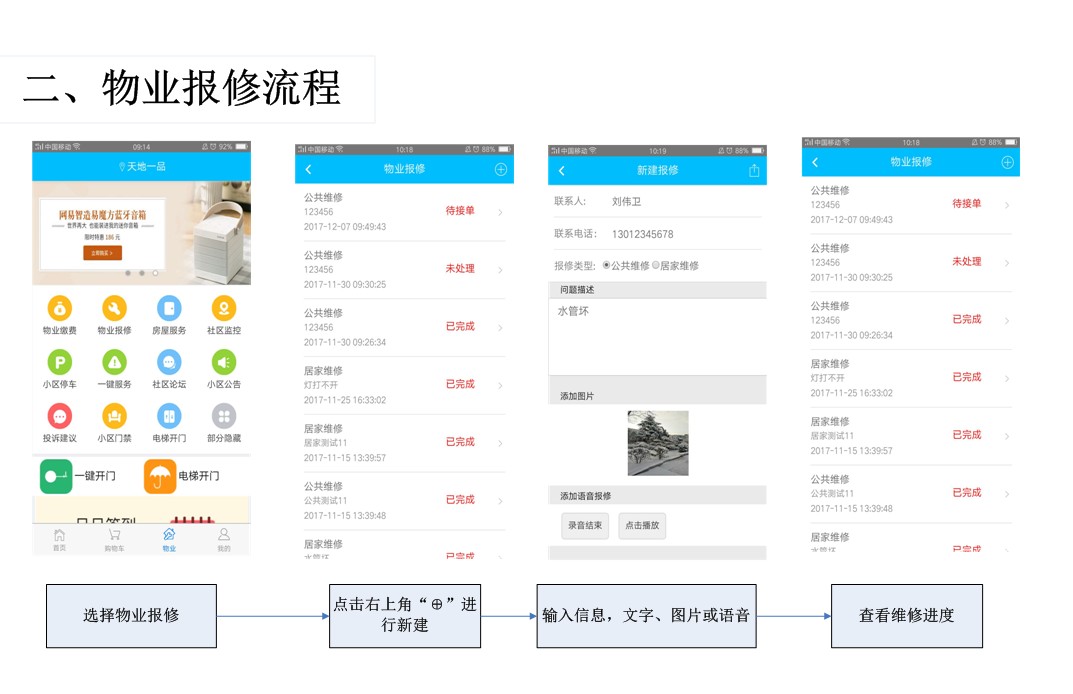 二、物业报修流程
中国移动 09:14 92%
天地一品
网易智造易魔方蓝牙音箱
世界再大 也能装进我的迷你音箱
限时特惠 186 元
立即购买 >
物业缴费 物业报修 房屋服务 社区监控
小区停车 一键服务 社区论坛 小区公告
投诉建议 小区门禁 电梯开门 部分隐藏
一键开门 电梯开门
日日签到
首页 购物车 物业 我的
中国移动 10:18 88%
物业报修
公共维修
123456 待接单
2017-12-07 09:49:43
公共维修
123456 未处理
2017-11-30 09:30:25
公共维修
123456 已完成
2017-11-30 09:26:34
居家维修
灯打不开 已完成
2017-11-25 16:33:02
居家维修
居家测试11 已完成
2017-11-15 13:39:57
公共维修
公共测试11 已完成
2017-11-15 13:39:48
居家维修
水管坏 已完成
中国移动 10:19 88%
新建报修
联系人: 刘伟卫
联系电话: 13012345678
报修类型: 公共维修 居家维修
问题描述
水管坏
添加图片
添加语音报修
录音结束 点击播放
中国移动 10:18 88%
物业报修
公共维修
123456 待接单
2017-12-07 09:49:43
公共维修
123456 未处理
2017-11-30 09:30:25
公共维修
123456 已完成
2017-11-30 09:26:34
居家维修
灯打不开 已完成
2017-11-25 16:33:02
居家维修
居家测试11 已完成
2017-11-15 13:39:57
公共维修
公共测试11 已完成
2017-11-15 13:39:48
居家维修
水管坏 已完成
选择物业报修
点击右上角“⊕”进
行新建
输入信息，文字、图片或语音
查看维修进度